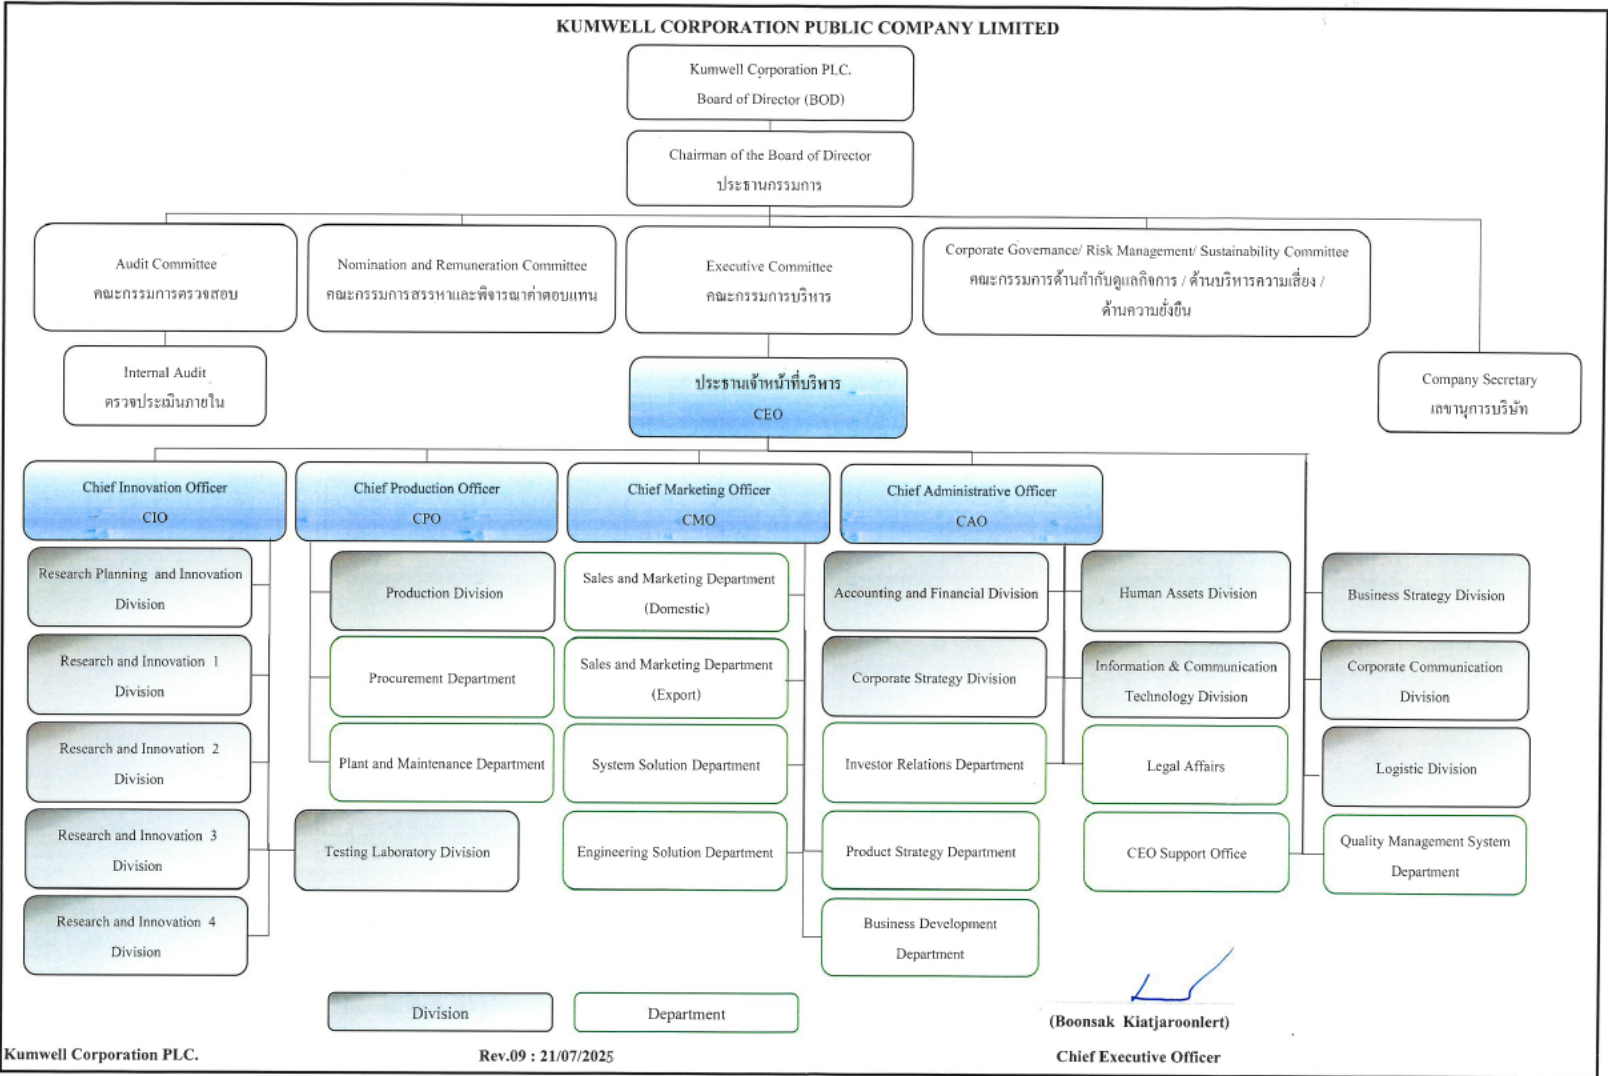 KUMWELL CORPORATION PUBLIC COMPANY LIMITED
Kumwell Corporation PLC.
Board of Director (BOD)
Chairman of the Board of Director
ประธานกรรมการ
Audit Committee
คณะกรรมการตรวจสอบ
Nomination and Remuneration Committee
คณะกรรมการสรรหาและพิจารณาค่าตอบแทน
Executive Committee
คณะกรรมการบริหาร
Corporate Governance/ Risk Management/ Sustainability Committee
คณะกรรมการด้านกำกับดูแลกิจการ / ด้านบริหารความเสี่ยง /
ด้านความยั่งยืน
Internal Audit
ตรวจประเมินภายใน
ประธานเจ้าหน้าที่บริหาร
CEO
Company Secretary
เลขานุการบริษัท
Chief Innovation Officer
CIO
Chief Production Officer
CPO
Chief Marketing Officer
CMO
Chief Administrative Officer
CAO
Research Planning and Innovation
Division
Production Division
Sales and Marketing Department
(Domestic)
Accounting and Financial Division
Human Assets Division
Business Strategy Division
Research and Innovation 1
Division
Procurement Department
Sales and Marketing Department
(Export)
Corporate Strategy Division
Information & Communication
Technology Division
Corporate Communication
Division
Research and Innovation 2
Division
Plant and Maintenance Department
System Solution Department
Investor Relations Department
Legal Affairs
Logistic Division
Research and Innovation 3
Division
Testing Laboratory Division
Engineering Solution Department
Product Strategy Department
CEO Support Office
Quality Management System
Department
Research and Innovation 4
Division
Business Development
Department
Division
Department
(Boonsak Kiatjaroonlert)
Kumwell Corporation PLC.
Rev.09 : 21/07/2025
Chief Executive Officer